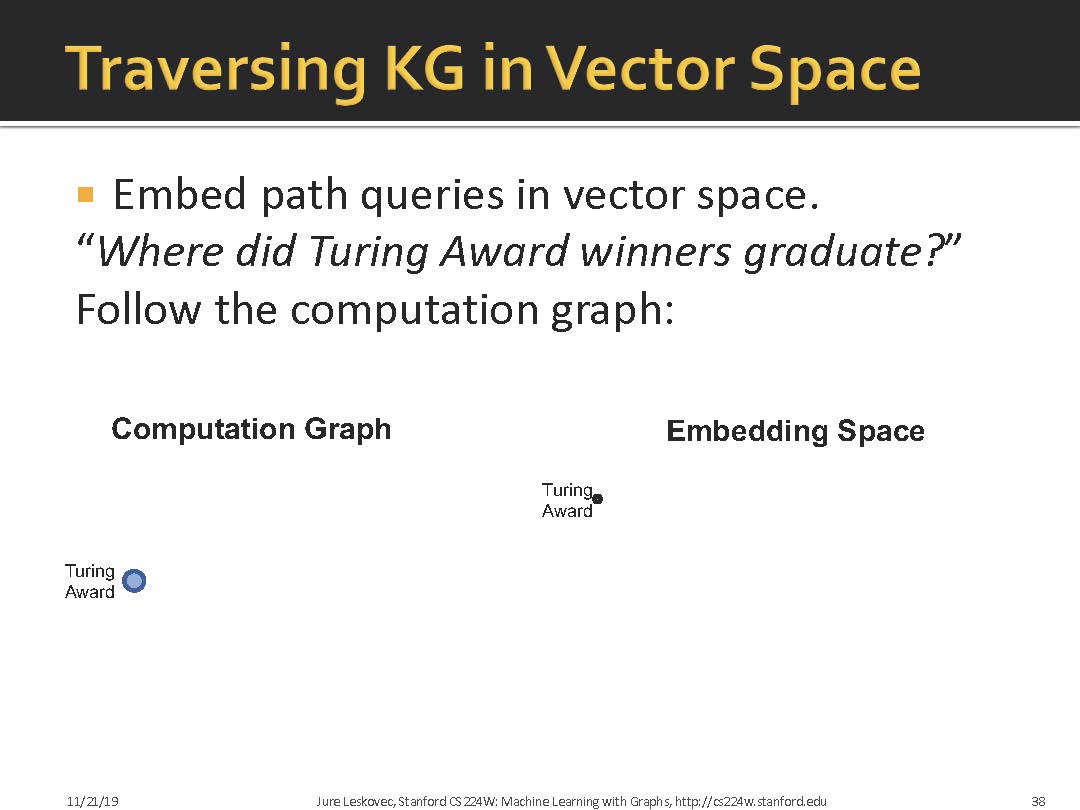 Traversing KG in Vector Space
Embed path queries in vector space.
“Where did Turing Award winners graduate?”
Follow the computation graph:
Computation Graph
Embedding Space
Turing
Award
Turing
Award
11/21/19
Jure Leskovec, Stanford CS224W: Machine Learning with Graphs, http://cs224w.stanford.edu
38